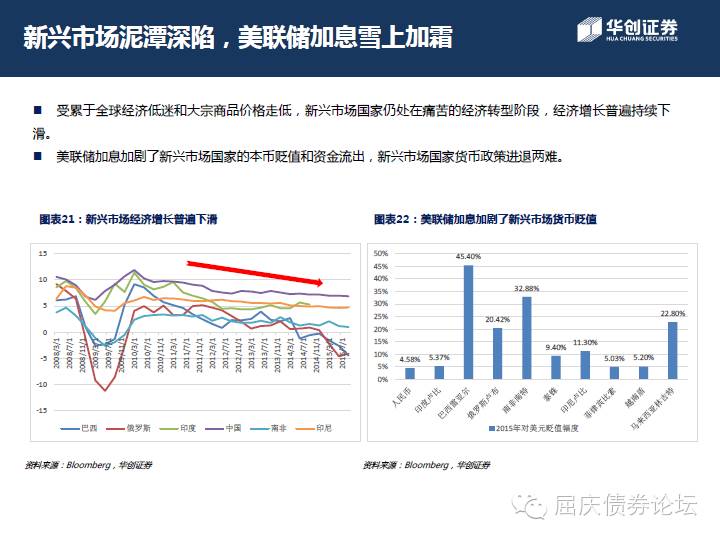 新兴市场泥潭深陷，美联储加息雪上加霜
华创证券
HUA CHUANG SECURITIES
受累于全球经济低迷和大宗商品价格走低，新兴市场国家仍处在痛苦的经济转型阶段，经济增长普遍持续下
滑。
美联储加息加剧了新兴市场国家的本币贬值和资金流出，新兴市场国家货币政策进退两难。
图表21：新兴市场经济增长普遍下滑
15
10
5
0
-5
-10
-15
2008/3/1
2008/7/1
2008/11/1
2009/3/1
2009/7/1
2009/11/1
2010/3/1
2010/7/1
2010/11/1
2011/3/1
2011/7/1
2011/11/1
2012/3/1
2012/7/1
2012/11/1
2013/3/1
2013/7/1
2013/11/1
2014/3/1
2014/7/1
2014/11/1
2015/3/1
2015/7/1
2015/11/1
巴西
俄罗斯
印度
中国
南非
印尼
资料来源：Bloomberg，华创证券
图表22：美联储加息加剧了新兴市场货币贬值
50%
45%
40%
35%
30%
25%
20%
15%
10%
5%
0%
4.58%
5.37%
45.40%
20.42%
32.88%
9.40%
11.30%
5.03%
5.20%
22.80%
人民币
印度卢比
巴西雷亚尔
俄罗斯卢布
南非南特
泰铢
印尼卢比
菲律宾比索
越南盾
马来西亚林吉特
2015年对美元贬值幅度
资料来源：Bloomberg，华创证券
屈庆债券论坛